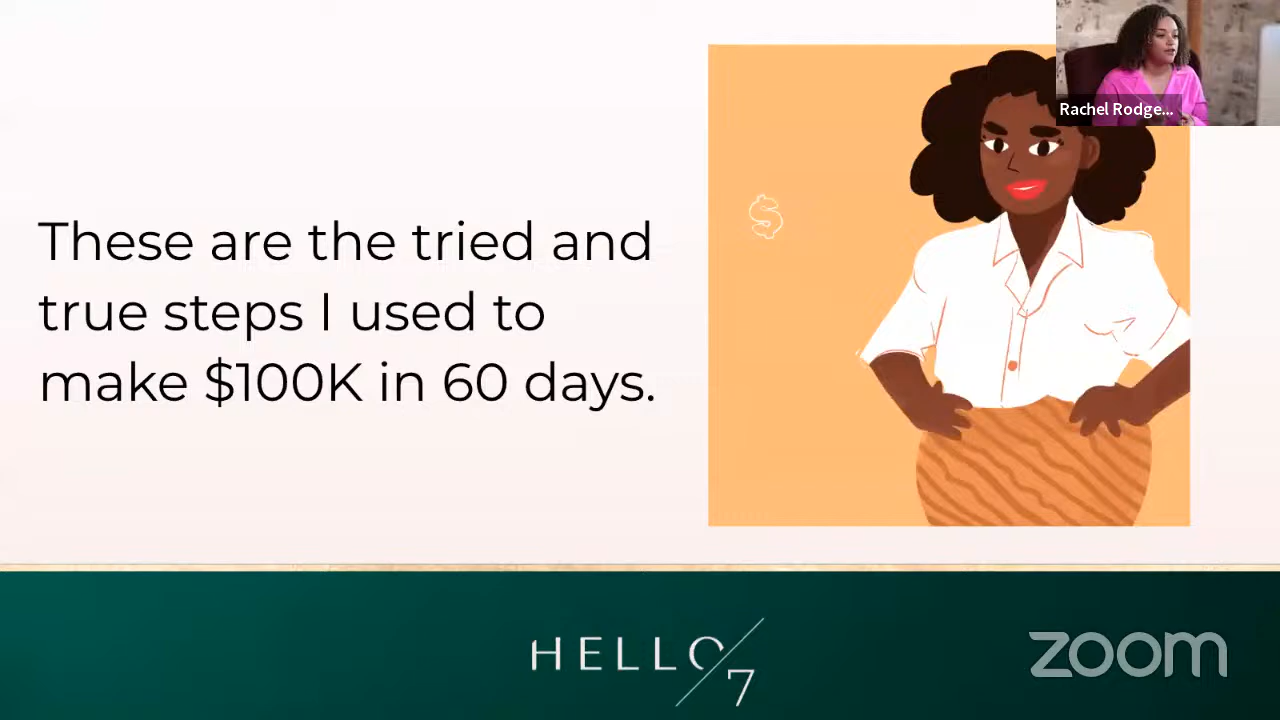 Rachel Rodge...
These are the tried and
true steps I used to
make $100K in 60 days.
$
HELLO
7
zoom